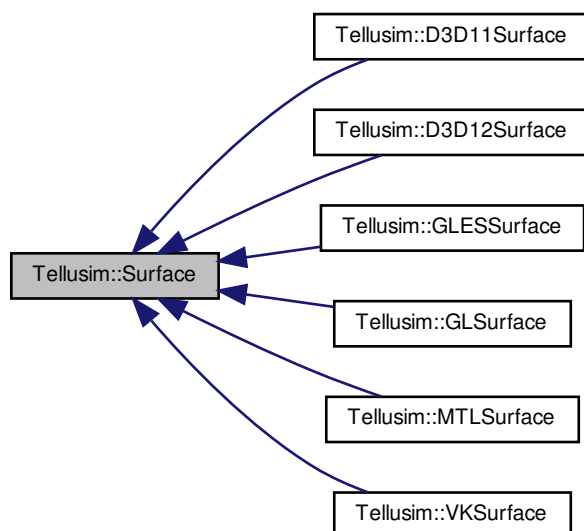 Tellusim::D3D11Surface
Tellusim::D3D12Surface
Tellusim::GLESSurface
Tellusim::Surface
Tellusim::GLSurface
Tellusim::MTLSurface
Tellusim::VKSurface